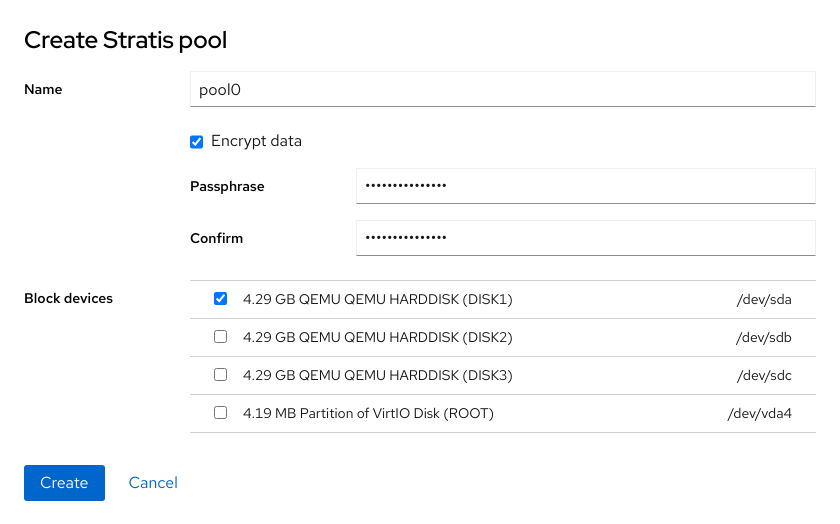 Create Stratis pool
Name pool0
Encrypt data
Passphrase •••••••••••••••
Confirm •••••••••••••••
Block devices 4.29 GB QEMU QEMU HARDDISK (DISK1) /dev/sda
4.29 GB QEMU QEMU HARDDISK (DISK2) /dev/sdb
4.29 GB QEMU QEMU HARDDISK (DISK3) /dev/sdc
4.19 MB Partition of VirtIO Disk (ROOT) /dev/vda4
Create Cancel